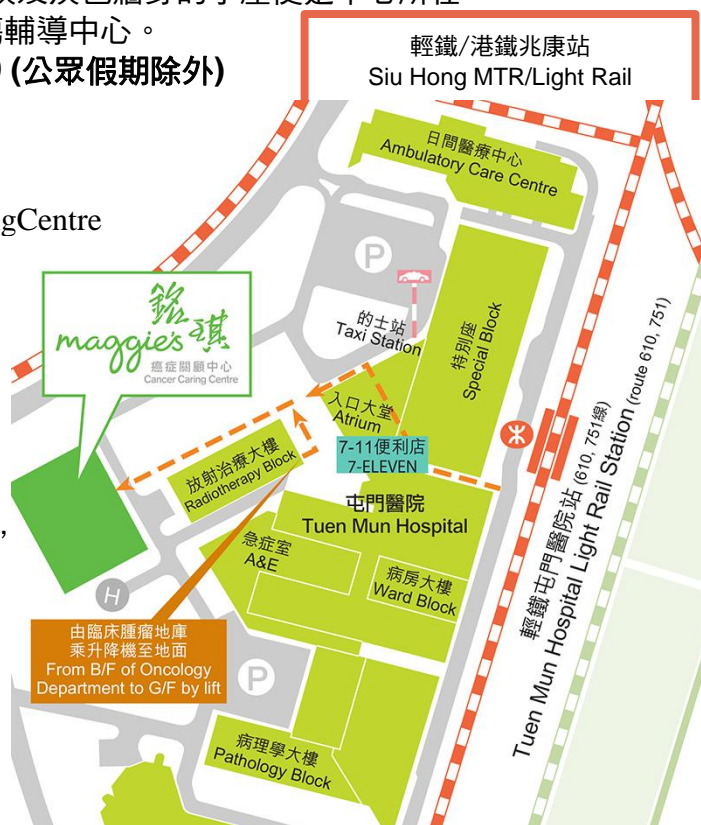 傷輔導中心。
(公眾假期除外)
輕鐵/港鐵兆康站
Siu Hong MTR/Light Rail
日間醫療中心
Ambulatory Care Centre
gCentre
P
銘琪
maggie's
癌症關顧中心
Cancer Caring Centre
的士站
Taxi Station
特別座
Special Block
入口大堂
Atrium
7-11便利店
7-ELEVEN
放射治療大樓
Radiotherapy Block
屯門醫院
Tuen Mun Hospital
急症室
A&E
病房大樓
Ward Block
輕鐵屯門醫院站 (610, 751線)
Tuen Mun Hospital Light Rail Station (route 610, 751)
H
由臨床腫瘤地庫
乘升降機至地面
From B/F of Oncology
Department to G/F by lift
P
病理學大樓
Pathology Block